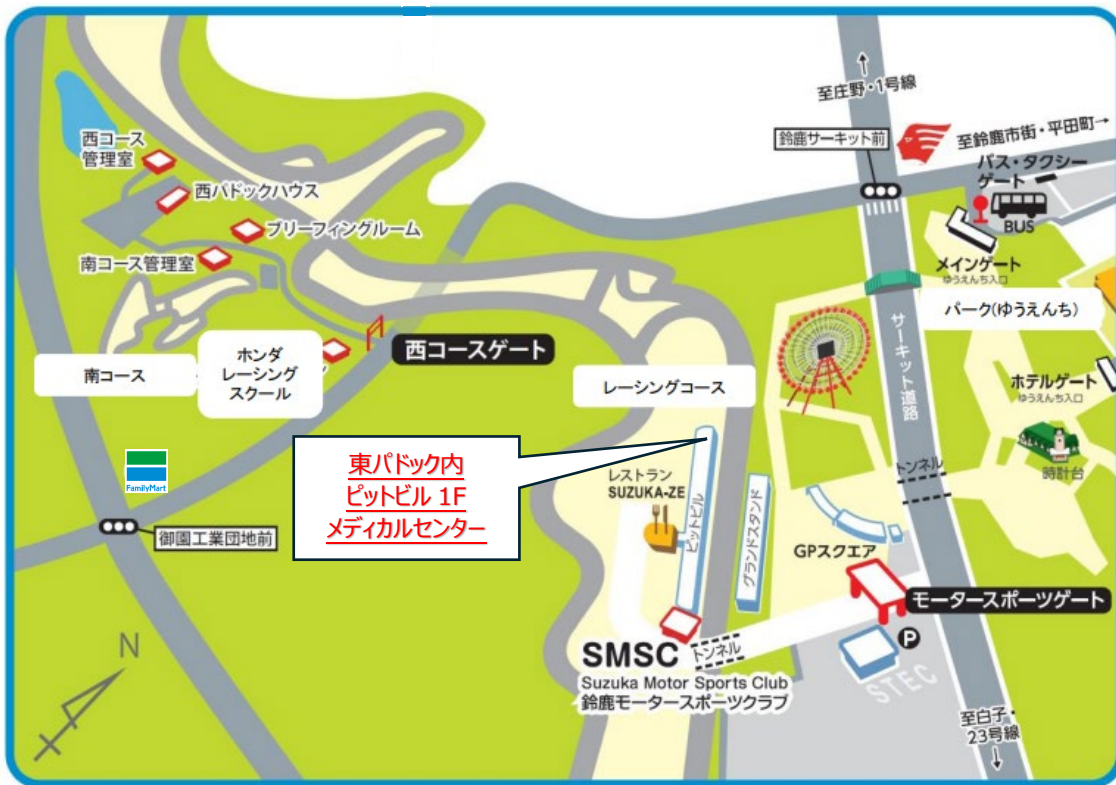 至庄野・1号線
鈴鹿サーキット前
至鈴鹿市街・平田町→
バス・タクシー
ゲート
BUS
西コース
管理室
西パドックハウス
ブリーフィングルーム
南コース管理室
メインゲート
ゆうえんち入口
パーク(ゆうえんち)
サーキット道路
南コース
ホンダ
レーシング
スクール
西コースゲート
レーシングコース
ホテルゲート
ゆうえんち入口
時計台
FamilyMart
御園工業団地前
東パドック内
ピットビル 1F
メディカルセンター
レストラン
SUZUKA-ZE
ピットビル
グランドスタンド
トンネル
GPスクエア
モータースポーツゲート
P
STEC
SMSC
トンネル
Suzuka Motor Sports Club
鈴鹿モータースポーツクラブ
N
至白子・
23号線